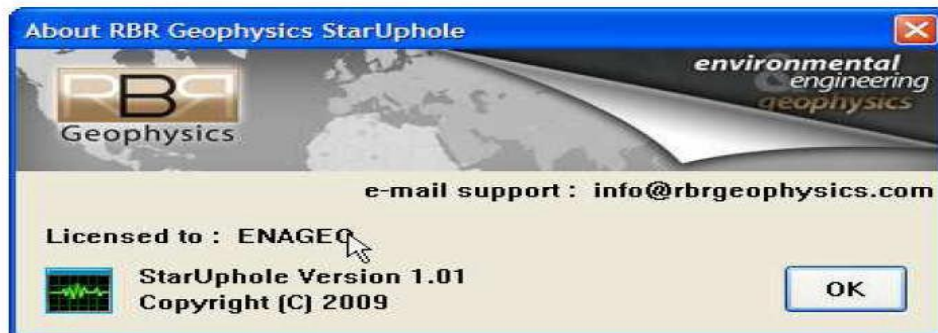 About RBR Geophysics StarUphole
RBR
Geophysics
environmental
& engineering
geophysics
e-mail support : info@rbrgeophysics.com
Licensed to : ENAGEO
StarUphole Version 1.01
Copyright (C) 2009
OK